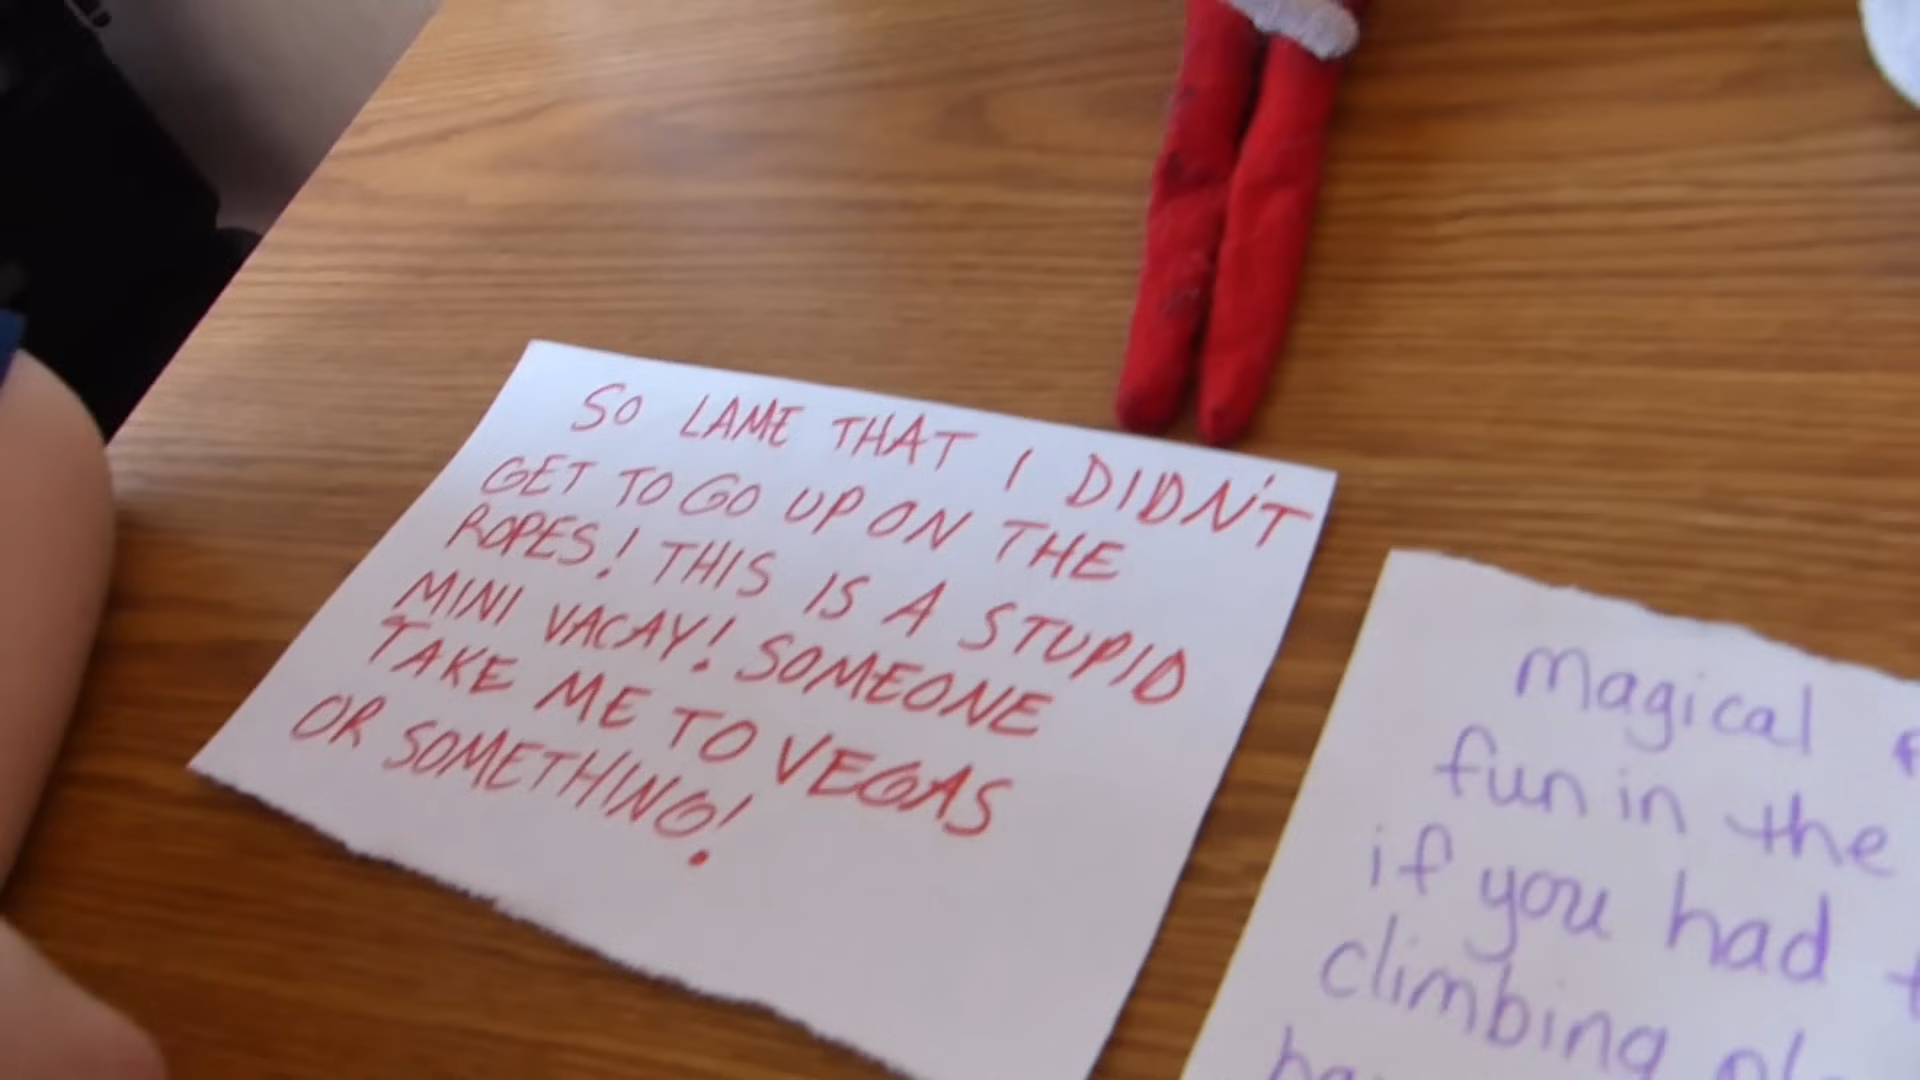 SO LAME THAT I DIDN'T
GET TO GO UP ON THE
ROPES! THIS IS A STUPID
MINI VACAY! SOMEONE
TAKE ME TO VEGAS
OR SOMETHING!
Magical
fun in the
if you had
climbing